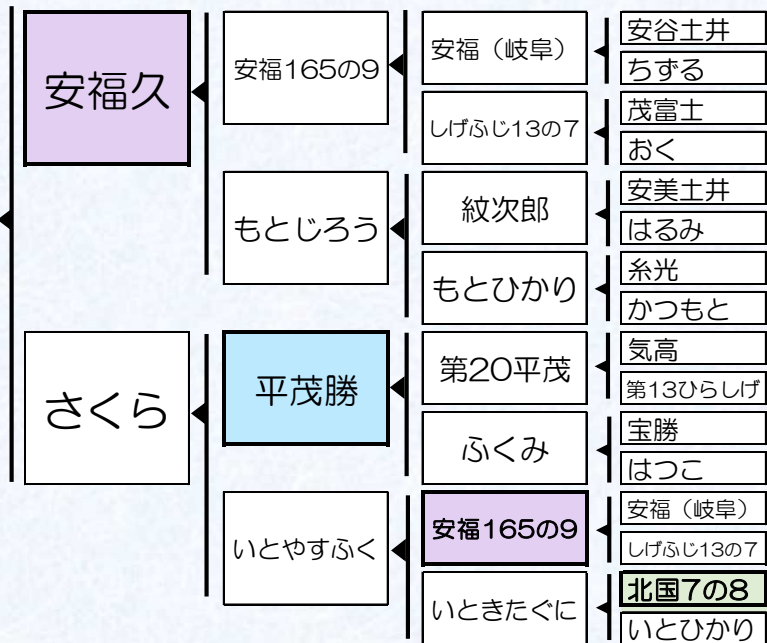 安福久
安福165の9
安福（岐阜）
安谷土井
ちずる
しげふじ13の7
茂富士
おく
もとじろう
紋次郎
安美土井
はるみ
もとひかり
糸光
かつもと
さくら
平茂勝
第20平茂
気高
第13ひらしげ
ふくみ
宝勝
はつこ
いとやすふく
安福165の9
安福（岐阜）
しげふじ13の7
いときたぐに
北国7の8
いとひかり